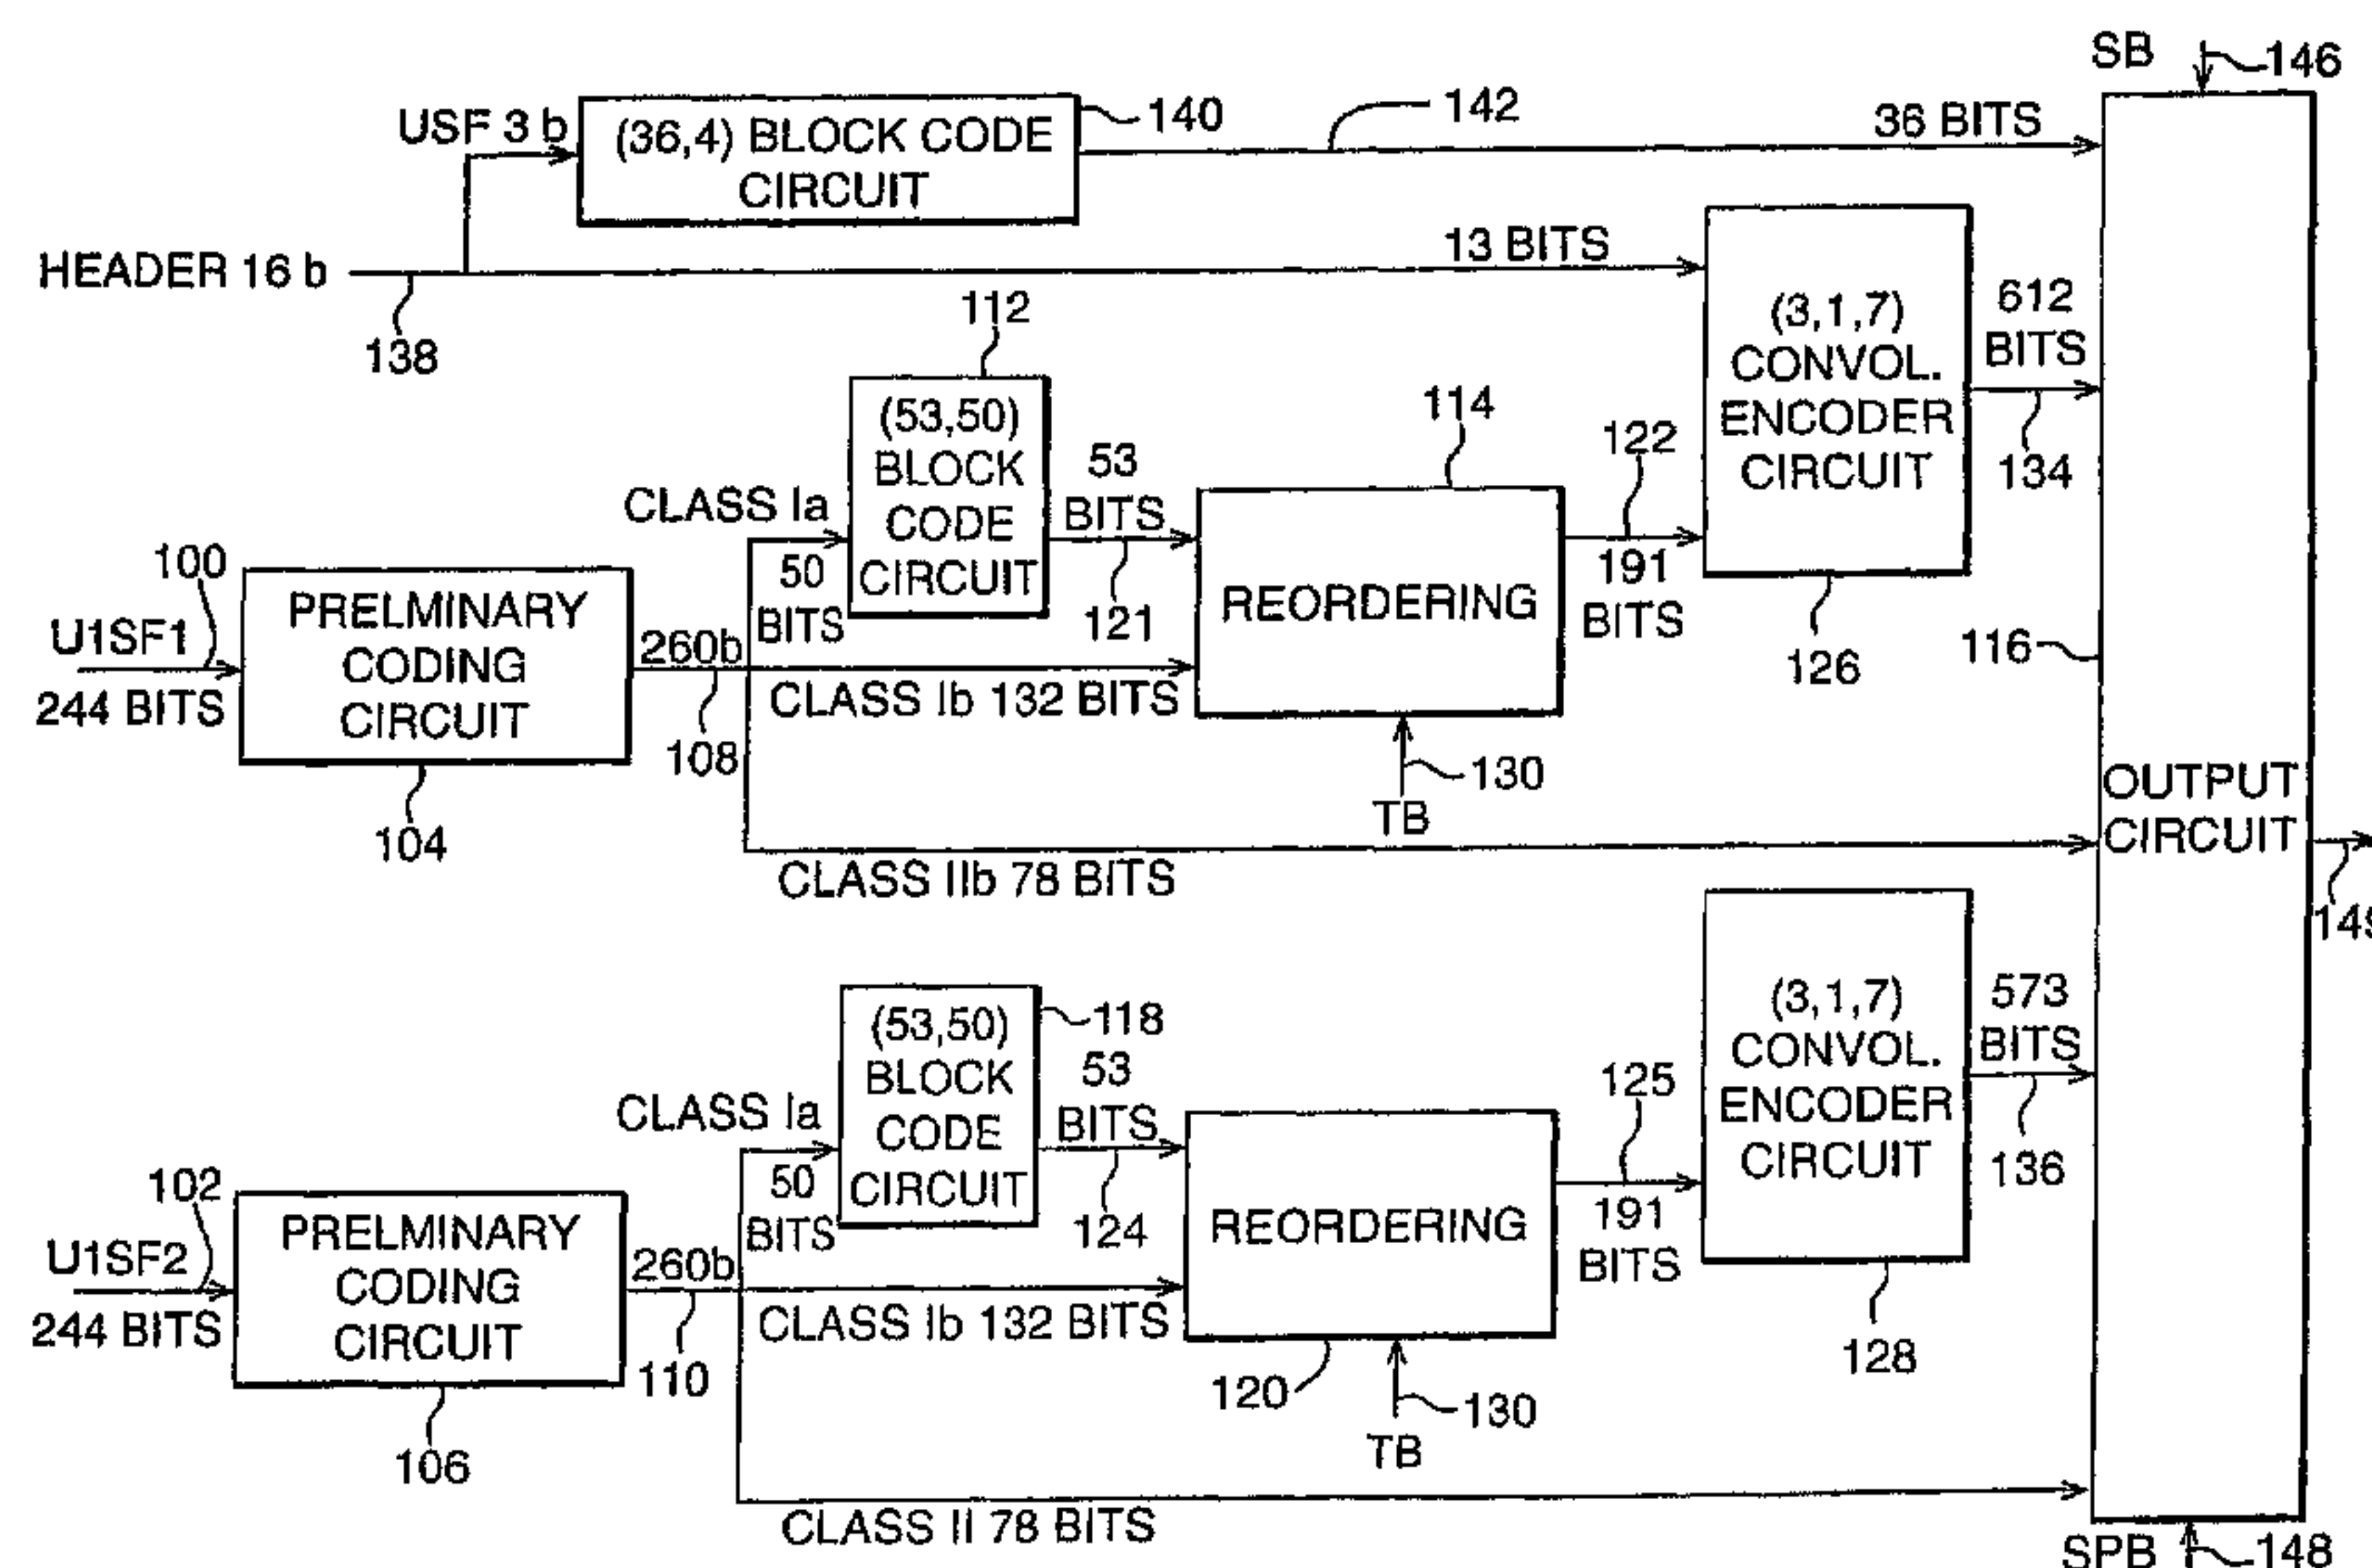 SB
146
USF 3 b
(36,4) BLOCK CODE
CIRCUIT
140
142
36 BITS
HEADER 16 b
138
13 BITS
112
(53,50)
BLOCK
CODE
CIRCUIT
CLASS Ia
50
BITS
53
BITS
121
114
REORDERING
122
191
BITS
(3,1,7)
CONVOL.
ENCODER
CIRCUIT
126
612
BITS
134
100
U1SF1
244 BITS
PRELMINARY
CODING
CIRCUIT
104
260b
108
CLASS Ib 132 BITS
130
TB
CLASS IIb 78 BITS
116
OUTPUT
CIRCUIT
(53,50)
BLOCK
CODE
CIRCUIT
118
CLASS Ia
50
BITS
53
BITS
124
REORDERING
120
125
191
BITS
(3,1,7)
CONVOL.
ENCODER
CIRCUIT
128
573
BITS
136
102
U1SF2
244 BITS
PRELMINARY
CODING
CIRCUIT
106
260b
110
CLASS Ib 132 BITS
130
TB
CLASS II 78 BITS
SPB
148